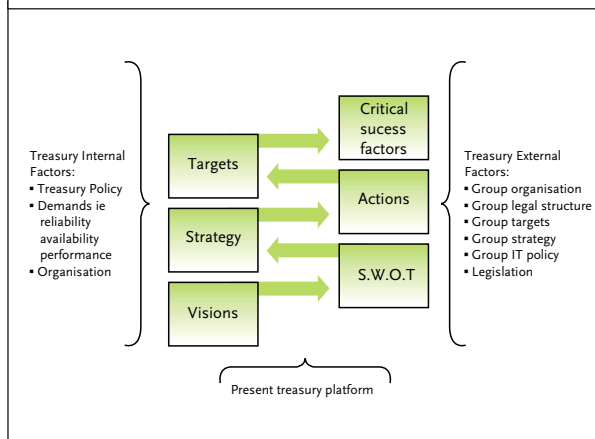 Treasury Internal
Factors:
▪ Treasury Policy
▪ Demands ie
reliability
availability
performance
▪ Organisation
Targets
Strategy
Visions
Critical
sucess
factors
Actions
S.W.O.T
Treasury External
Factors:
▪ Group organisation
▪ Group legal structure
▪ Group targets
▪ Group strategy
▪ Group IT policy
▪ Legislation
Present treasury platform